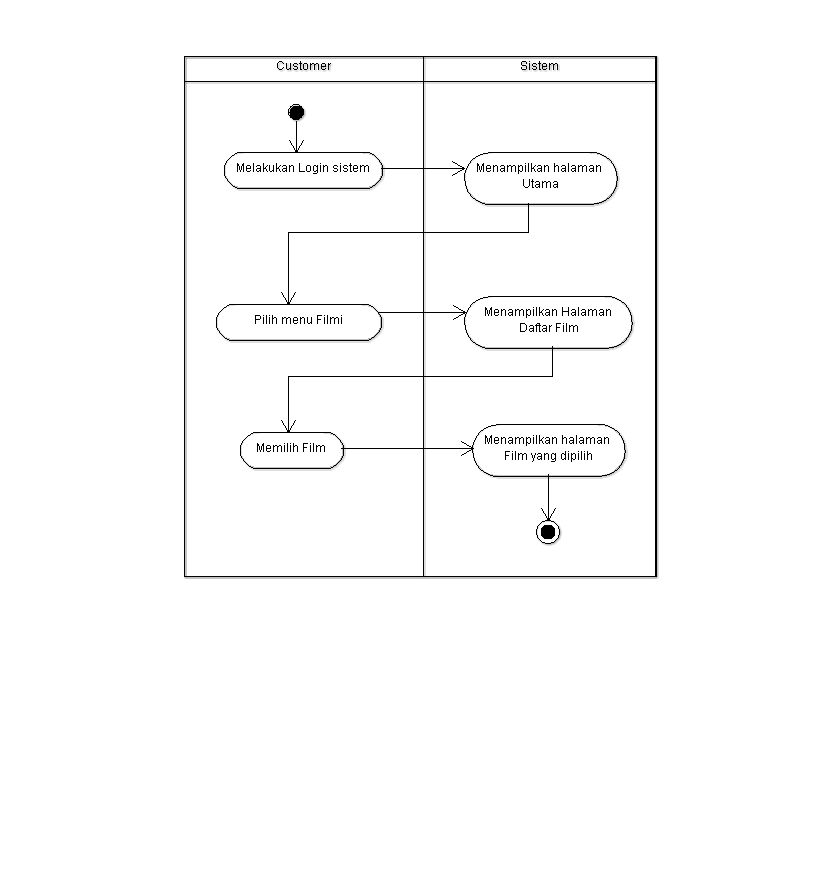 Customer
Sistem
Melakukan Login sistem
Menampilkan halaman
Utama
Pilih menu Filmi
Menampilkan Halaman
Daftar Film
Memilih Film
Menampilkan halaman
Film yang dipilih